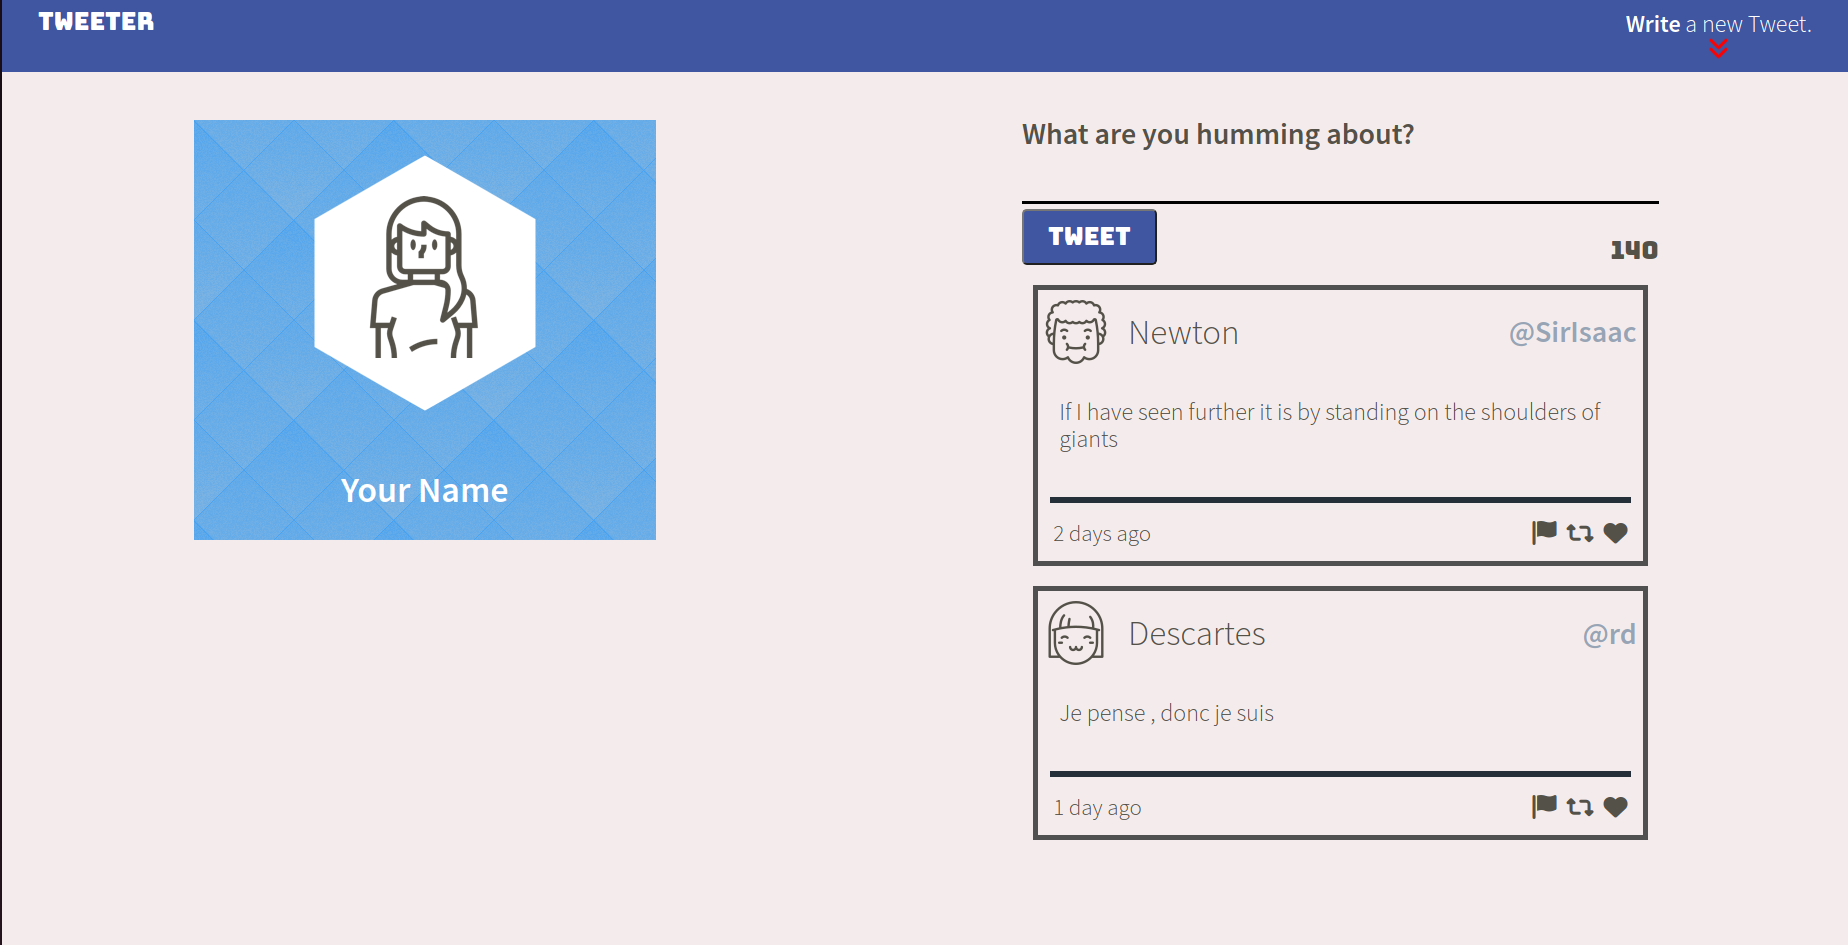 TWEETER
Write a new Tweet.
Your Name
What are you humming about?
TWEET
140
Newton
@SirIsaac
If I have seen further it is by standing on the shoulders of
giants
2 days ago
Descartes
@rd
Je pense , donc je suis
1 day ago